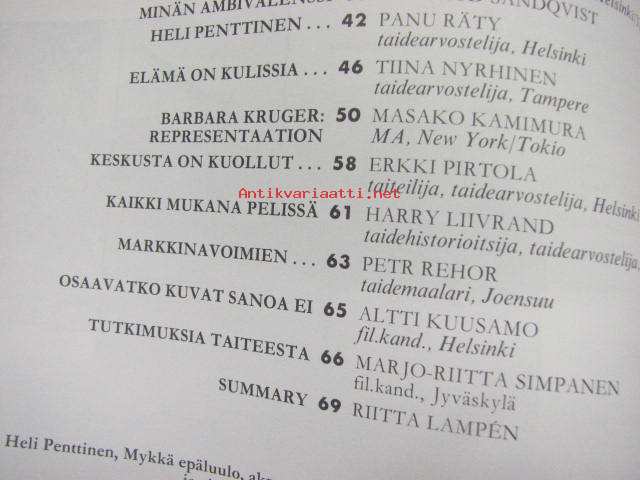 MINÄN AMBIVALENSSI SANDQVIST
HELI PENTTINEN ... 42 PANU RÄTY
taidearvostelija, Helsinki
ELÄMÄ ON KULISSIA ... 46 TIINA NYRHINEN
taidearvostelija, Tampere
BARBARA KRUGER: 50 MASAKO KAMIMURA
REPRESENTAATION MA, New York/Tokio
KESKUSTA ON KUOLLUT ... 58 ERKKI PIRTOLA
Antikvariaatti.net
taiteilija, taidearvostelija, Helsinki
KAIKKI MUKANA PELISSÄ 61 HARRY LIIVRAND
taidehistorioitsija, taidearvostelija,
MARKKINAVOIMIEN ... 63 PETR REHOR
taidemaalari, Joensuu
OSAAVATKO KUVAT SANOA EI 65 ALTTI KUUSAMO
fil.kand., Helsinki
TUTKIMUKSIA TAITEESTA 66 MARJO-RIITTA SIMPANEN
fil.kand., Jyväskylä
SUMMARY 69 RIITTA LAMPÉN
Heli Penttinen, Mykkä epäluulo,